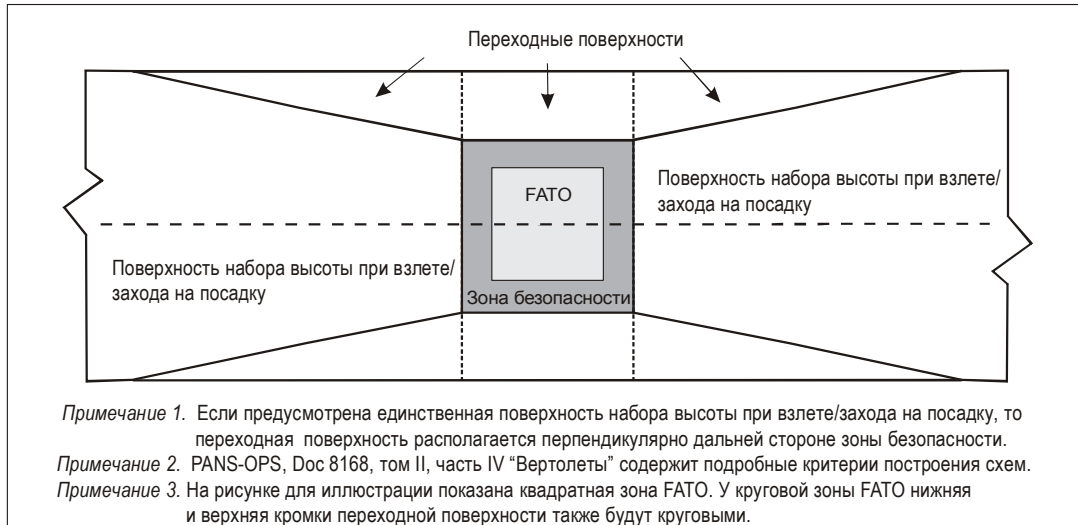 Переходные поверхности
FATO
Поверхность набора высоты при взлете/
захода на посадку
Поверхность набора высоты при взлете/
захода на посадку
Зона безопасности
Примечание 1. Если предусмотрена единственная поверхность набора высоты при взлете/захода на посадку, то
переходная поверхность располагается перпендикулярно дальней стороне зоны безопасности.
Примечание 2. PANS-OPS, Doc 8168, том II, часть IV “Вертолеты” содержит подробные критерии построения схем.
Примечание 3. На рисунке для иллюстрации показана квадратная зона FATO. У круговой зоны FATO нижняя
и верхняя кромки переходной поверхности также будут круговыми.